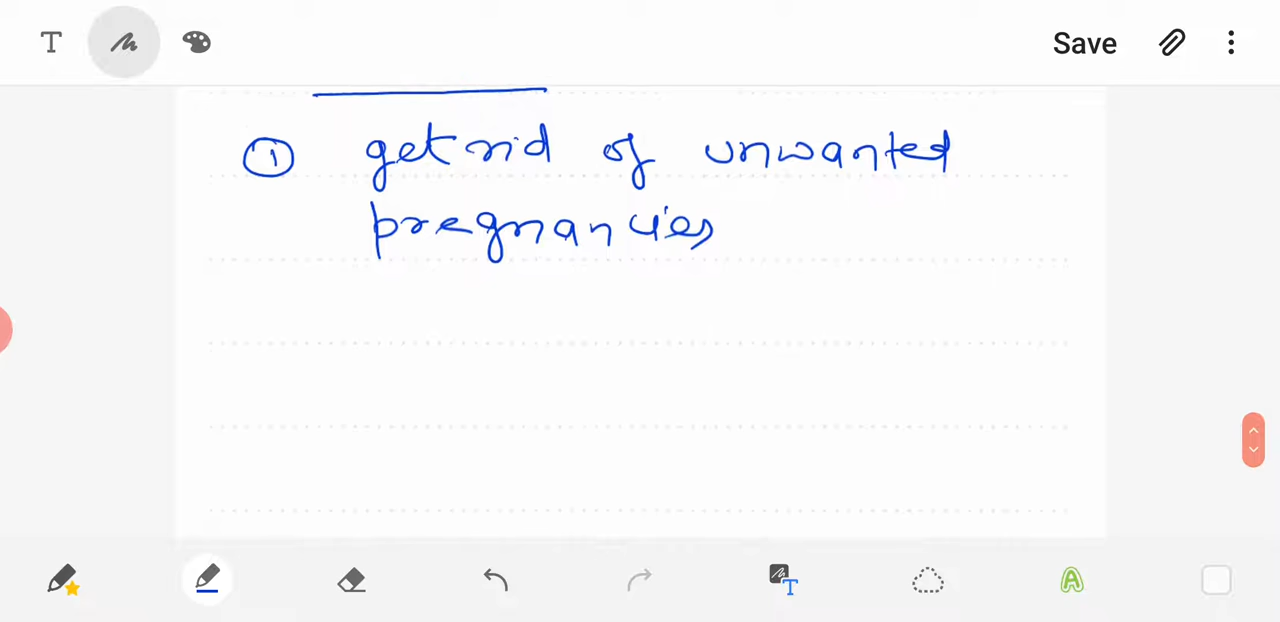 T Save
① get rid of unwanted
pregnancies
T A